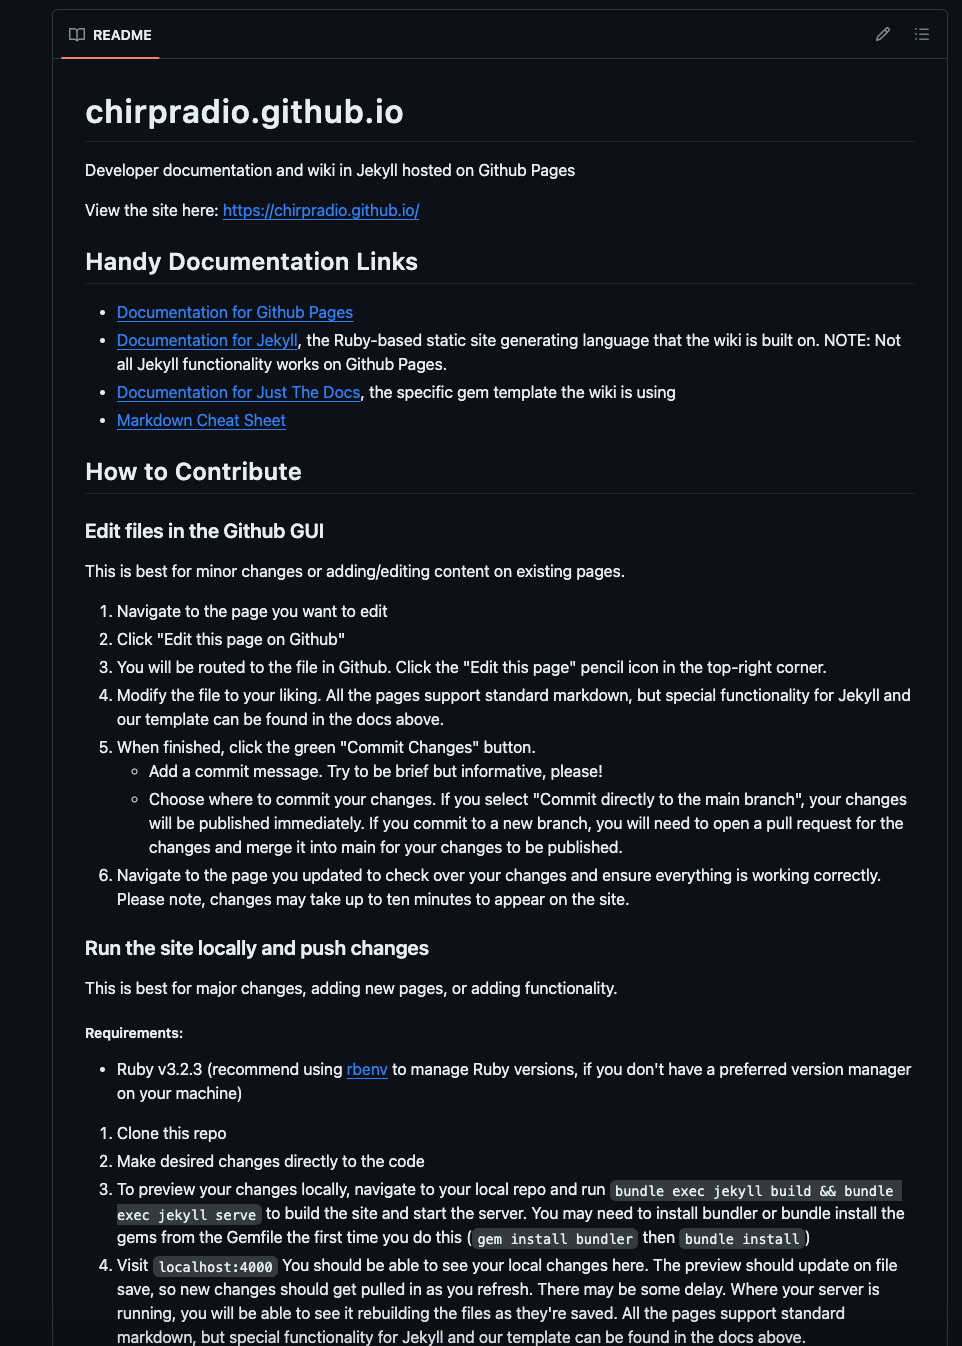 README
chirpradio.github.io
Developer documentation and wiki in Jekyll hosted on Github Pages
View the site here: https://chirpradio.github.io/
Handy Documentation Links
• Documentation for Github Pages
• Documentation for Jekyll, the Ruby-based static site generating language that the wiki is built on. NOTE: Not
all Jekyll functionality works on Github Pages.
• Documentation for Just The Docs, the specific gem template the wiki is using
• Markdown Cheat Sheet
How to Contribute
Edit files in the Github GUI
This is best for minor changes or adding/editing content on existing pages.
1. Navigate to the page you want to edit
2. Click "Edit this page on Github"
3. You will be routed to the file in Github. Click the "Edit this page" pencil icon in the top-right corner.
4. Modify the file to your liking. All the pages support standard markdown, but special functionality for Jekyll and
our template can be found in the docs above.
5. When finished, click the green "Commit Changes" button.
◦ Add a commit message. Try to be brief but informative, please!
◦ Choose where to commit your changes. If you select "Commit directly to the main branch", your changes
will be published immediately. If you commit to a new branch, you will need to open a pull request for the
changes and merge it into main for your changes to be published.
6. Navigate to the page you updated to check over your changes and ensure everything is working correctly.
Please note, changes may take up to ten minutes to appear on the site.
Run the site locally and push changes
This is best for major changes, adding new pages, or adding functionality.
Requirements:
• Ruby v3.2.3 (recommend using rbenv to manage Ruby versions, if you don't have a preferred version manager
on your machine)
1. Clone this repo
2. Make desired changes directly to the code
3. To preview your changes locally, navigate to your local repo and run bundle exec jekyll build && bundle
exec jekyll serve to build the site and start the server. You may need to install bundler or bundle install the
gems from the Gemfile the first time you do this ( gem install bundler then bundle install )
4. Visit localhost:4000 You should be able to see your local changes here. The preview should update on file
save, so new changes should get pulled in as you refresh. There may be some delay. Where your server is
running, you will be able to see it rebuilding the files as they're saved. All the pages support standard
markdown, but special functionality for Jekyll and our template can be found in the docs above.